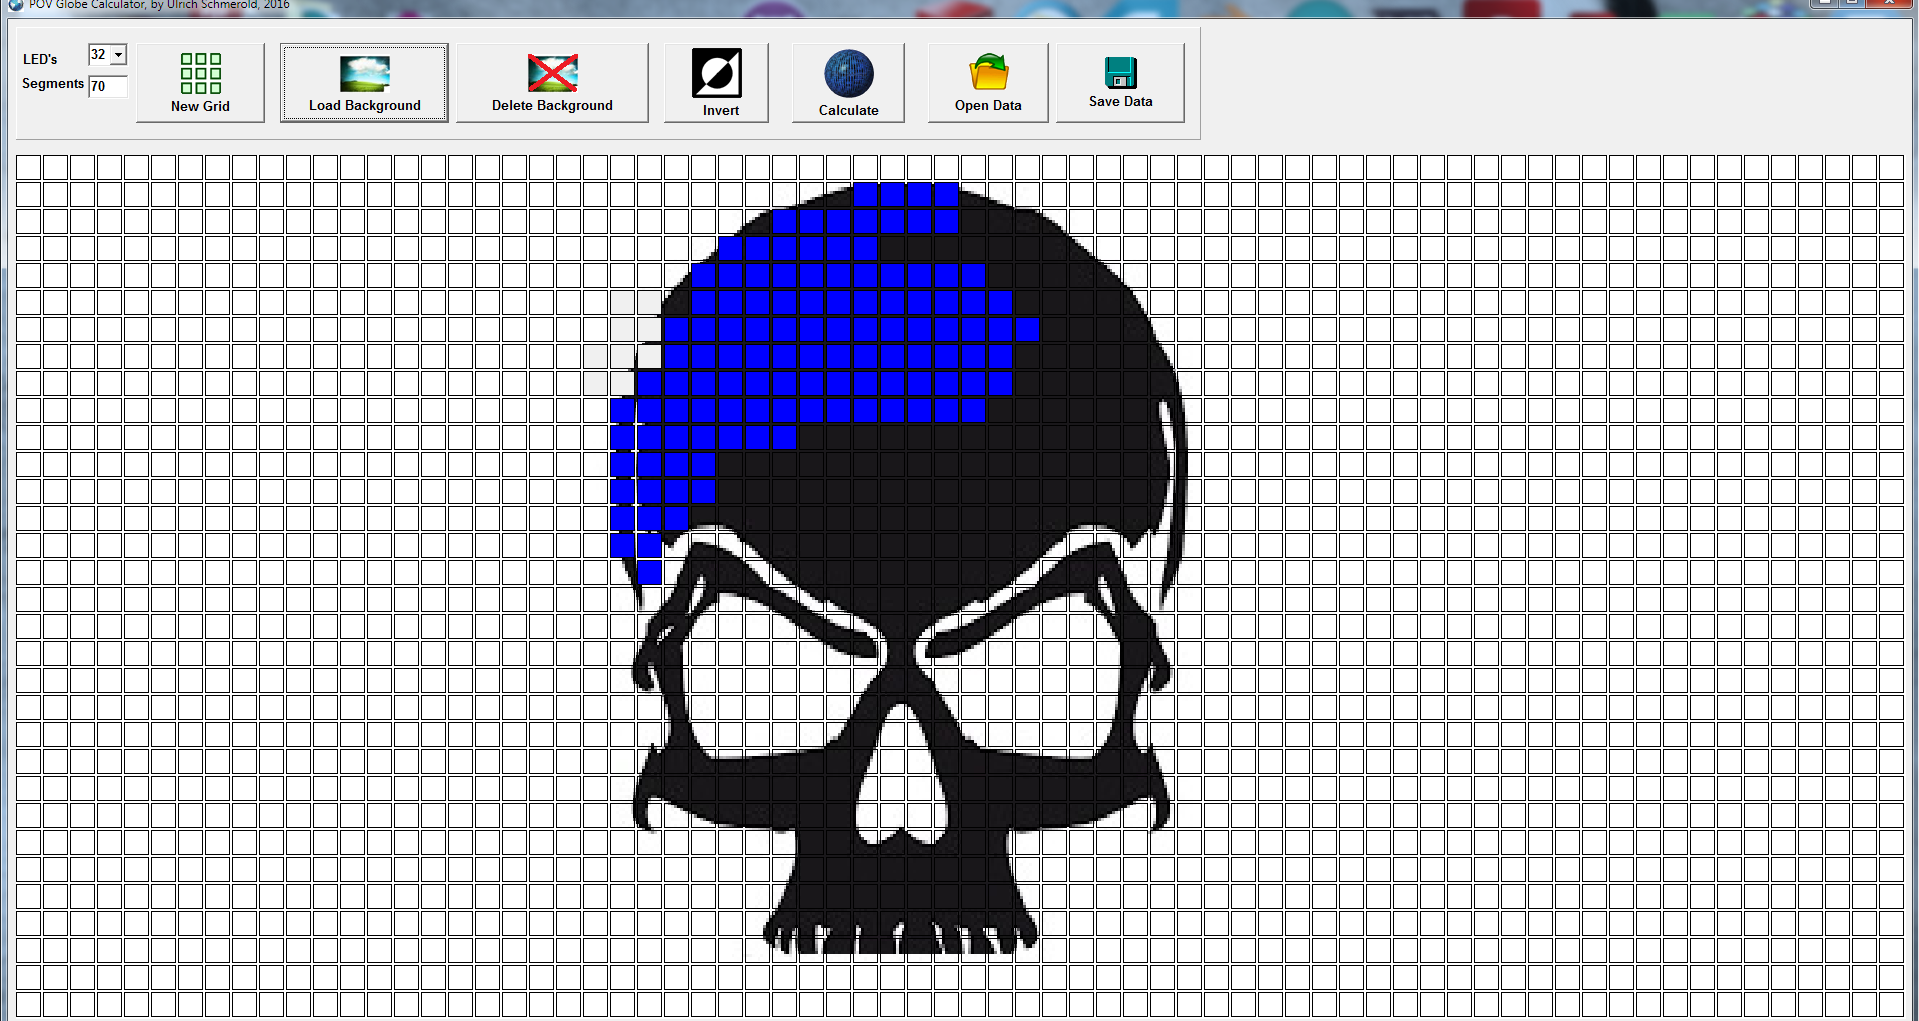 POV Globe Calculator, by Ulrich Schmerold, 2016
LED's 32
Segments 70
New Grid
Load Background
Delete Background
Invert
Calculate
Open Data
Save Data